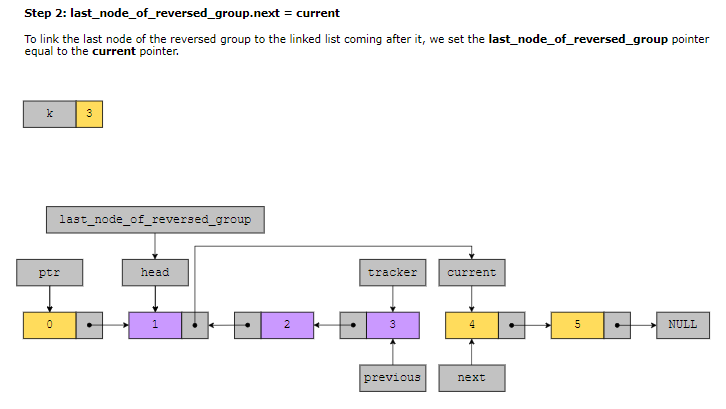 Step 2: last_node_of_reversed_group.next = current
To link the last node of the reversed group to the linked list coming after it, we set the last_node_of_reversed_group pointer
equal to the current pointer.
k 3
last_node_of_reversed_group
ptr head tracker current
0 1 2 3 4 5 NULL
previous next